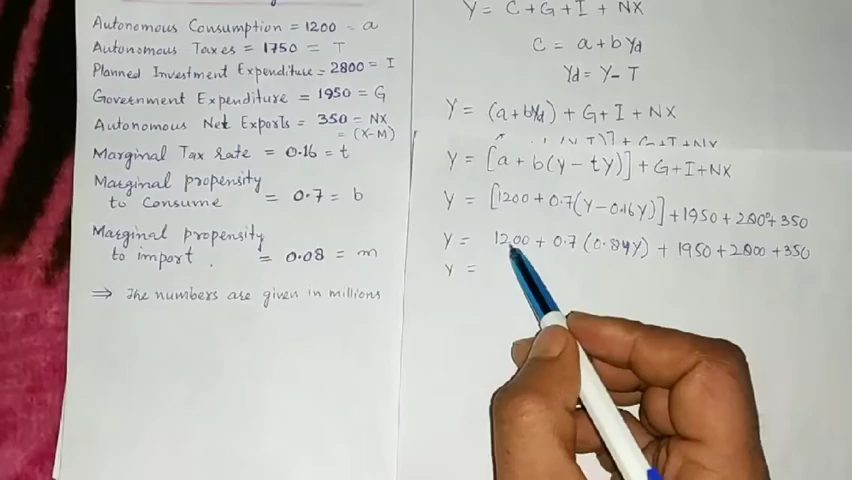 Autonomous Consumption = 1200 = a
Autonomous Taxes = 1750 = T
Planned Investment Expenditure = 2800 = I
Government Expenditure = 1950 = G
Autonomous Net Exports = 350 = NX
= (X-M)
Marginal Tax rate = 0.16 = t
Marginal propensity
to Consume = 0.7 = b
Marginal propensity
to import. = 0.08 = m
⇒ The numbers are given in millions
Y = C+G+I + NX
C = a+b Yd
Yd = Y-T
Y = (a+bYd) + G+I + NX
Y = [a + b(Y - tY)] + G+I+NX
Y = [1200 + 0.7(Y-0.16Y)] + 1950 + 2800+350
Y = 1200 + 0.7 (0.84Y) + 1950 + 2800 +350
Y =